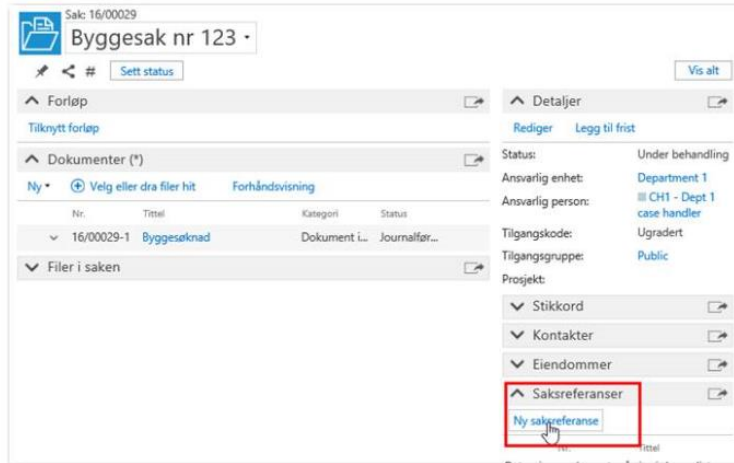 Sak: 16/00029
Byggesak nr 123
# Sett status
Vis alt
Forløp
Tilknytt forløp
Dokumenter (*)
Ny Velg eller dra filer hit Forhåndsvisning
Nr. Tittel Kategori Status
16/00029-1 Byggesøknad Dokument i... Journalfør...
Filer i saken
Detaljer
Rediger Legg til frist
Status: Under behandling
Ansvarlig enhet: Department 1
Ansvarlig person: CH1 - Dept 1
case handler
Tilgangskode: Ugradert
Tilgangsgruppe: Public
Prosjekt:
Stikkord
Kontakter
Eiendommer
Saksreferanser
Ny saksreferanse
Nr. Tittel